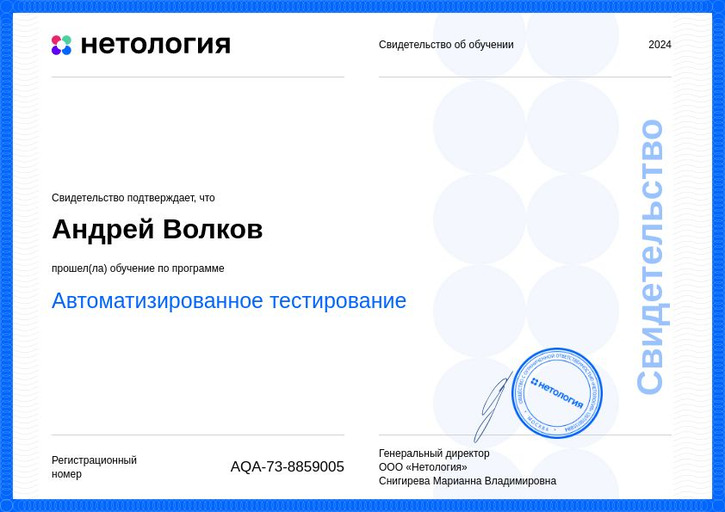 нетология
Свидетельство об обучении
2024
Свидетельство подтверждает, что
Андрей Волков
прошел(ла) обучение по программе
Автоматизированное тестирование
Свидетельство
нетология
МОСКВА
Регистрационный
номер
AQA-73-8859005
Генеральный директор
ООО «Нетология»
Снигирева Марианна Владимировна